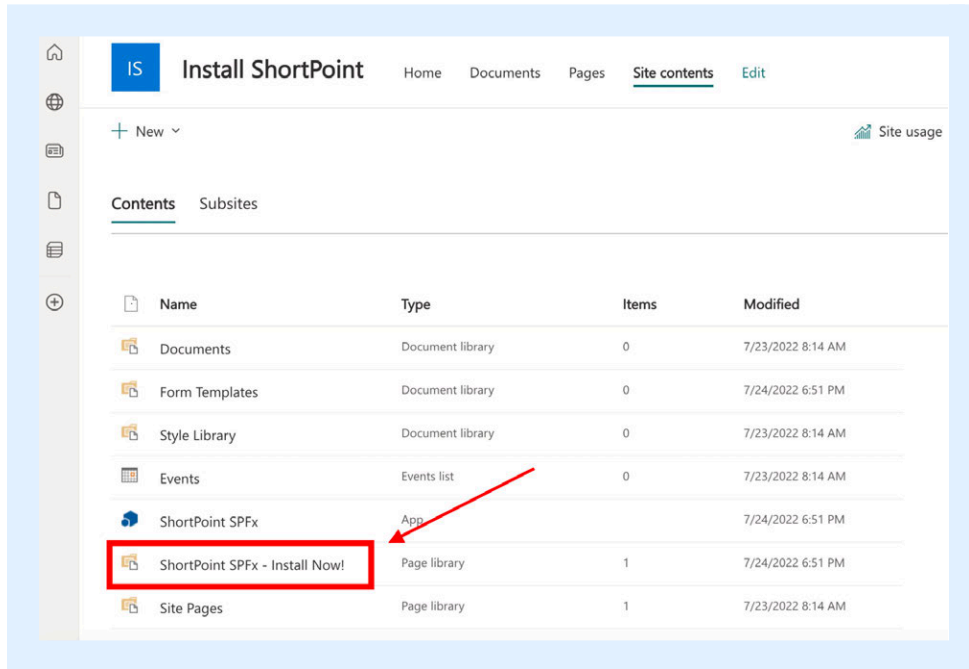 IS Install ShortPoint Home Documents Pages Site contents Edit
New Site usage
Contents Subsites
Name Type Items Modified
Documents Document library 0 7/23/2022 8:14 AM
Form Templates Document library 0 7/24/2022 6:51 PM
Style Library Document library 0 7/23/2022 8:14 AM
Events Events list 0 7/23/2022 8:14 AM
ShortPoint SPFx App 7/24/2022 6:51 PM
ShortPoint SPFx - Install Now! Page library 1 7/24/2022 6:51 PM
Site Pages Page library 1 7/23/2022 8:14 AM